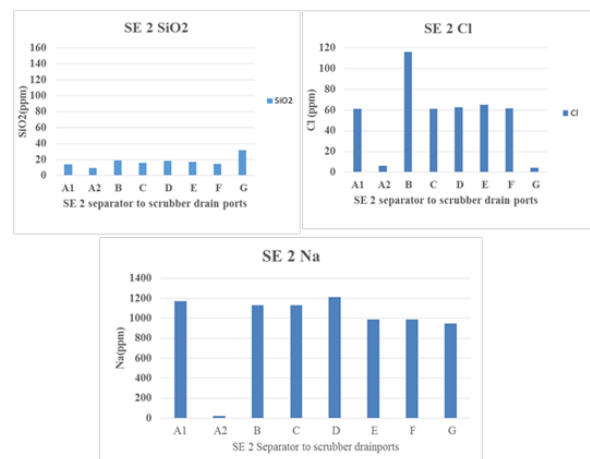 SE 2 SiO2
160
140
120
100
80
60
40
20
0
SiO2(ppm)
SiO2
A1 A2 B C D E F G
SE 2 separator to scrubber drain ports
SE 2 Cl
120
100
80
60
40
20
0
Cl (ppm)
Cl
A1 A2 B C D E F G
SE 2 separator to scrubber drain ports
SE 2 Na
1400
1200
1000
800
600
400
200
0
Na(ppm)
A1 A2 B C D E F G
SE 2 Separator to scrubber drainports